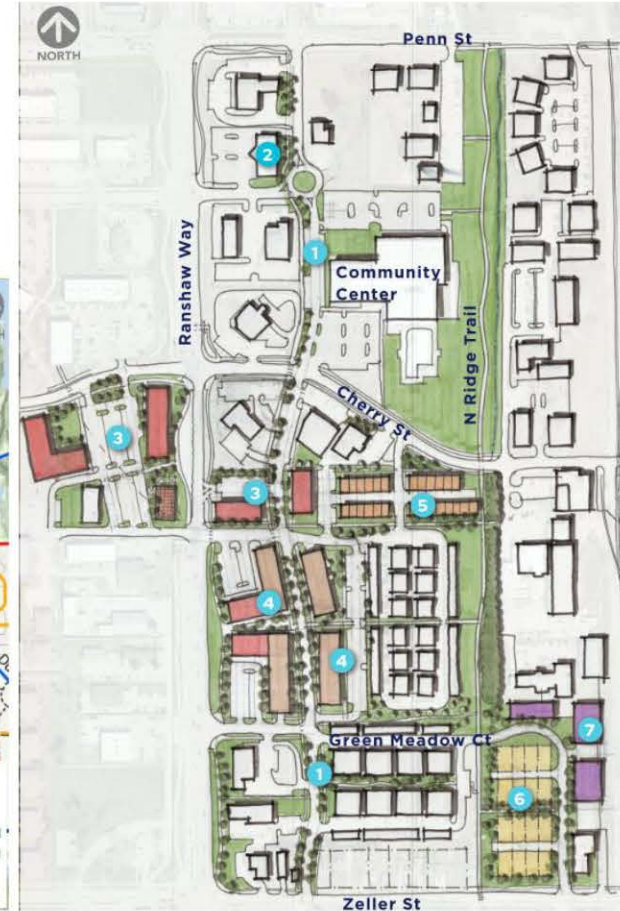 NORTH
Penn St
2
Ranshaw Way
1
Community
Center
N Ridge Trail
Cherry St
3
3
5
4
4
Green Meadow Ct
7
1
6
Zeller St